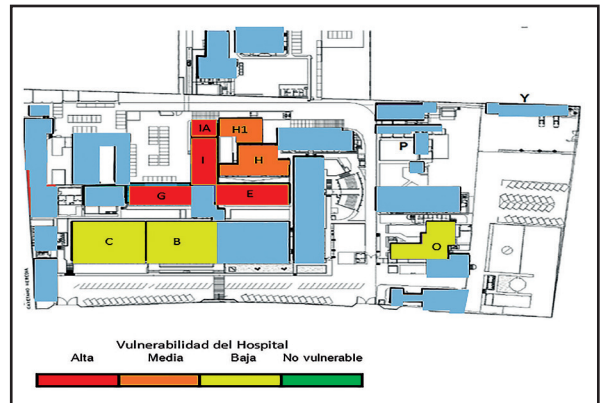 Y
IA
H1
P
I
H
G
E
O
C
B
Vulnerabilidad del Hospital
Alta Media Baja No vulnerable